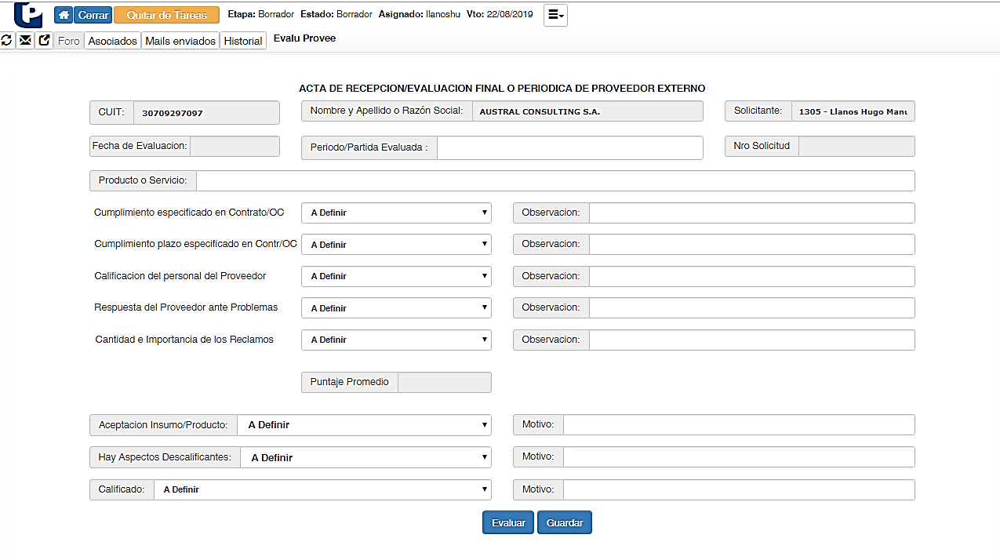 P
Cerrar Quitar de Tareas Etapa: Borrador Estado: Borrador Asignado: llanoshu Vto: 22/08/2019
Foro Asociados Mails enviados Historial Evalu Provee
ACTA DE RECEPCION/EVALUACION FINAL O PERIODICA DE PROVEEDOR EXTERNO
CUIT: 30709297097 Nombre y Apellido o Razón Social: AUSTRAL CONSULTING S.A. Solicitante: 1305 - Llanos Hugo Manu
Fecha de Evaluacion: Periodo/Partida Evaluada : Nro Solicitud
Producto o Servicio:
Cumplimiento especificado en Contrato/OC A Definir Observacion:
Cumplimiento plazo especificado en Contr/OC A Definir Observacion:
Calificacion del personal del Proveedor A Definir Observacion:
Respuesta del Proveedor ante Problemas A Definir Observacion:
Cantidad e Importancia de los Reclamos A Definir Observacion:
Puntaje Promedio
Aceptacion Insumo/Producto: A Definir Motivo:
Hay Aspectos Descalificantes: A Definir Motivo:
Calificado: A Definir Motivo:
Evaluar Guardar